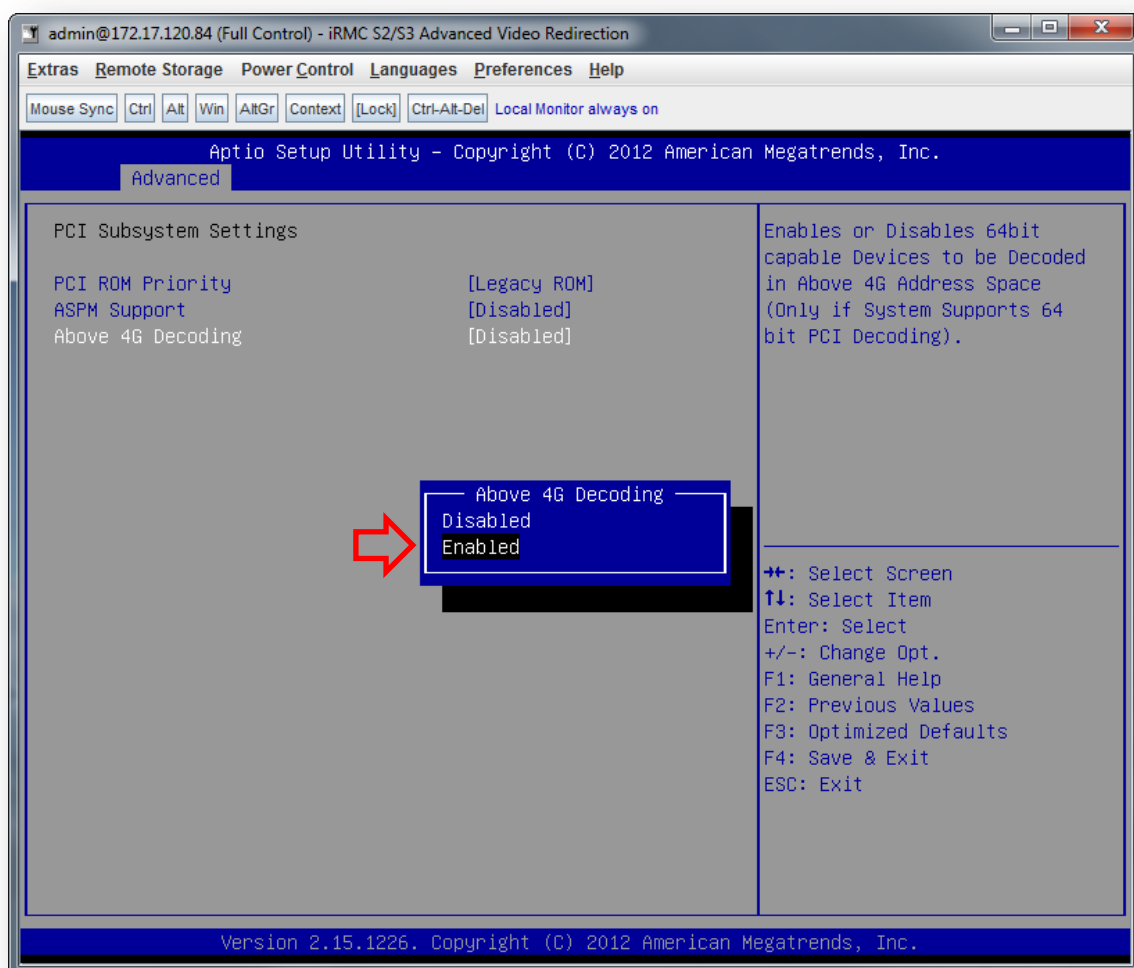 admin@172.17.120.84 (Full Control) - iRMC S2/S3 Advanced Video Redirection
Extras Remote Storage Power Control Languages Preferences Help
Mouse Sync Ctrl Alt Win AltGr Context [Lock] Ctrl-Alt-Del Local Monitor always on
Aptio Setup Utility – Copyright (C) 2012 American Megatrends, Inc.
Advanced
PCI Subsystem Settings
PCI ROM Priority [Legacy ROM]
ASPM Support [Disabled]
Above 4G Decoding [Disabled]
Enables or Disables 64bit
capable Devices to be Decoded
in Above 4G Address Space
(Only if System Supports 64
bit PCI Decoding).
Above 4G Decoding
Disabled
Enabled
→←: Select Screen
↑↓: Select Item
Enter: Select
+/-: Change Opt.
F1: General Help
F2: Previous Values
F3: Optimized Defaults
F4: Save & Exit
ESC: Exit
Version 2.15.1226. Copyright (C) 2012 American Megatrends, Inc.